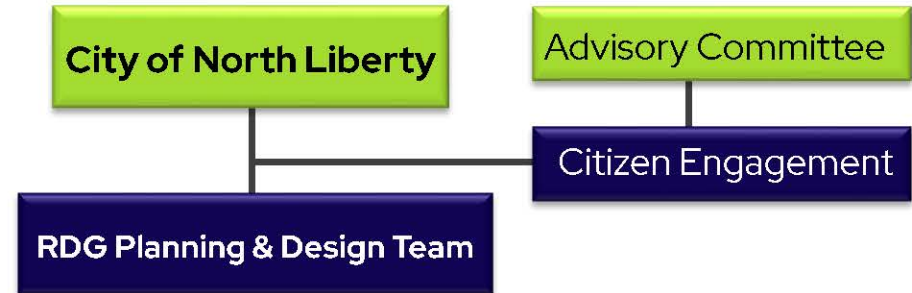 City of North Liberty
Advisory Committee
Citizen Engagement
RDG Planning & Design Team